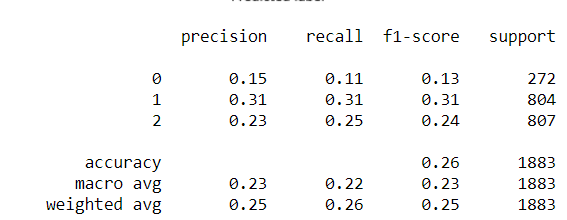 precision recall f1-score support
0 0.15 0.11 0.13 272
1 0.31 0.31 0.31 804
2 0.23 0.25 0.24 807
accuracy 0.26 1883
macro avg 0.23 0.22 0.23 1883
weighted avg 0.25 0.26 0.25 1883